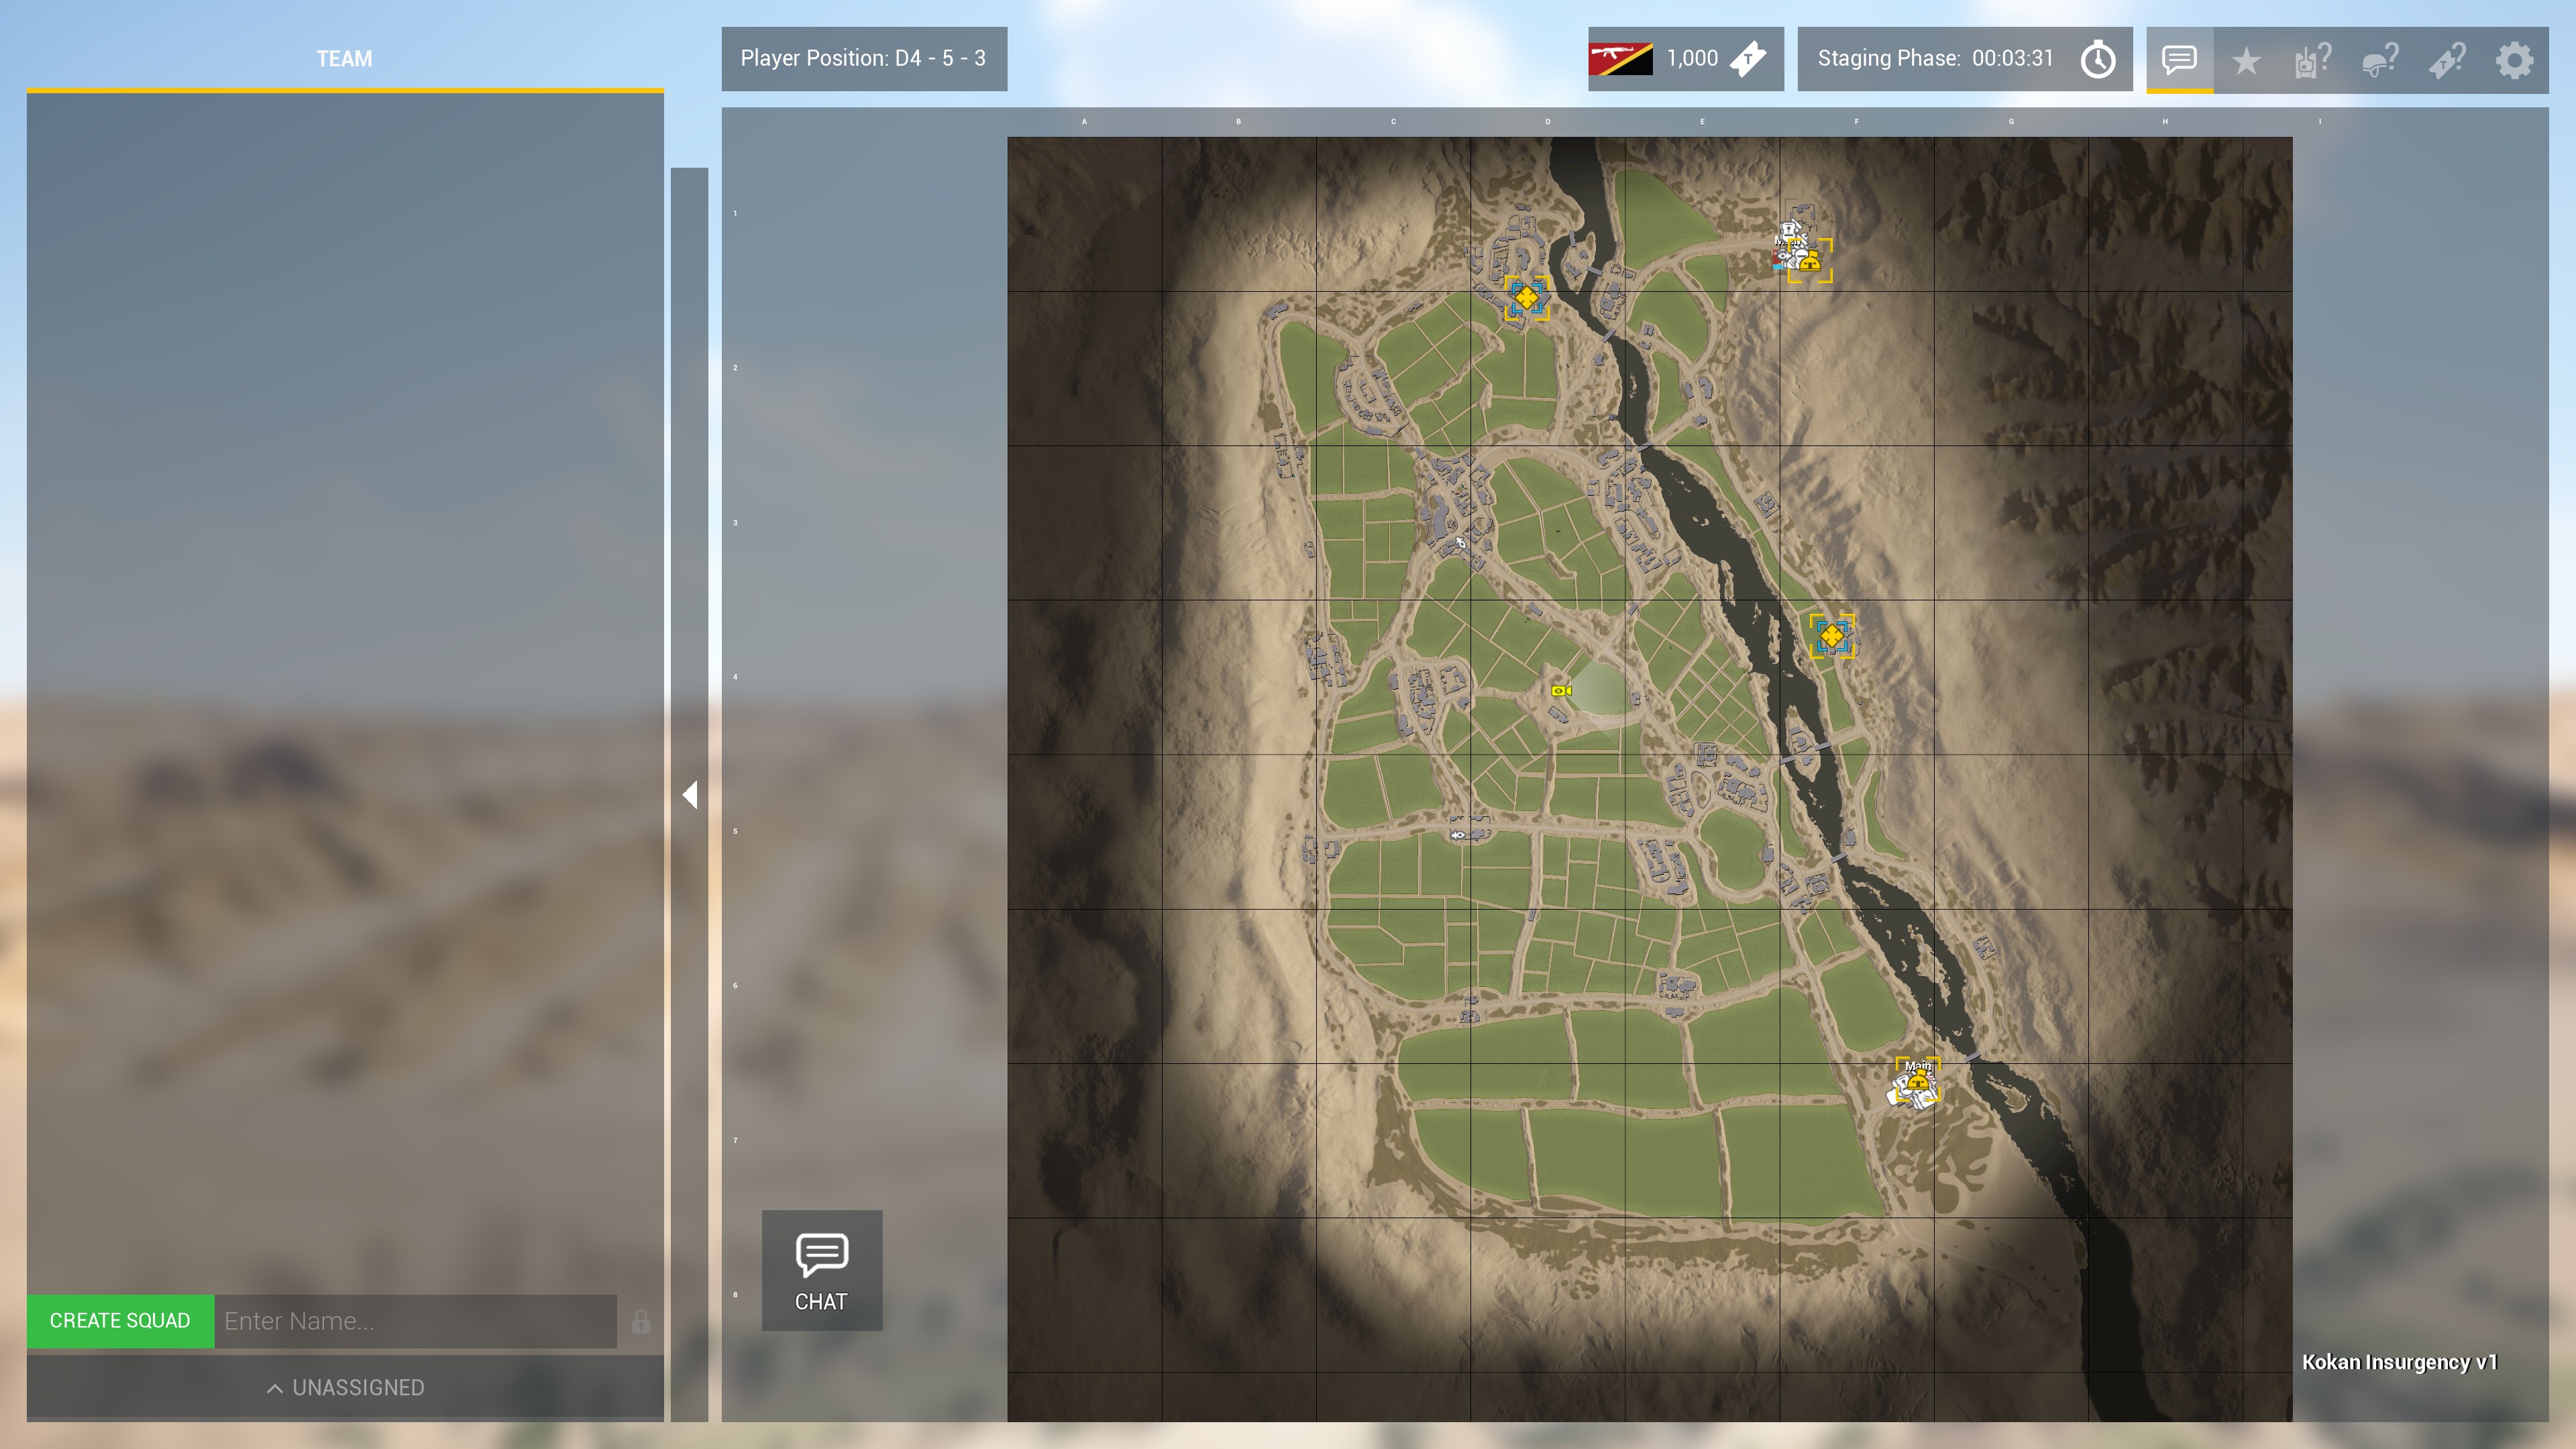 TEAM
Player Position: D4 - 5 - 3
1,000
T
Staging Phase: 00:03:31
A B C D E F G H I
1
2
3
4
5
6
7
8
Main
CHAT
CREATE SQUAD
Enter Name...
UNASSIGNED
Kokan Insurgency v1